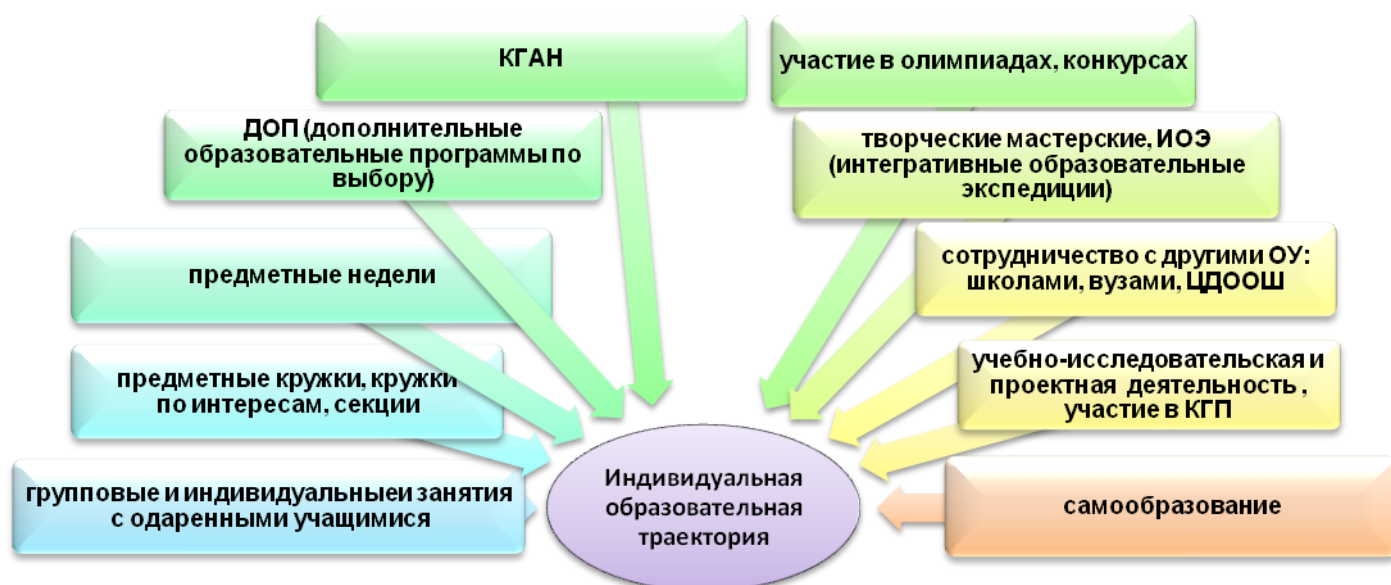 КГАН
участие в олимпиадах, конкурсах
ДОП (дополнительные
образовательные программы по
выбору)
творческие мастерские, ИОЭ
(интегративные образовательные
экспедиции)
предметные недели
сотрудничество с другими ОУ:
школами, вузами, ЦДООШ
предметные кружки, кружки
по интересам, секции
учебно-исследовательская и
проектная деятельность ,
участие в КГП
групповые и индивидуальныеи занятия
с одаренными учащимися
Индивидуальная
образовательная
траектория
самообразование